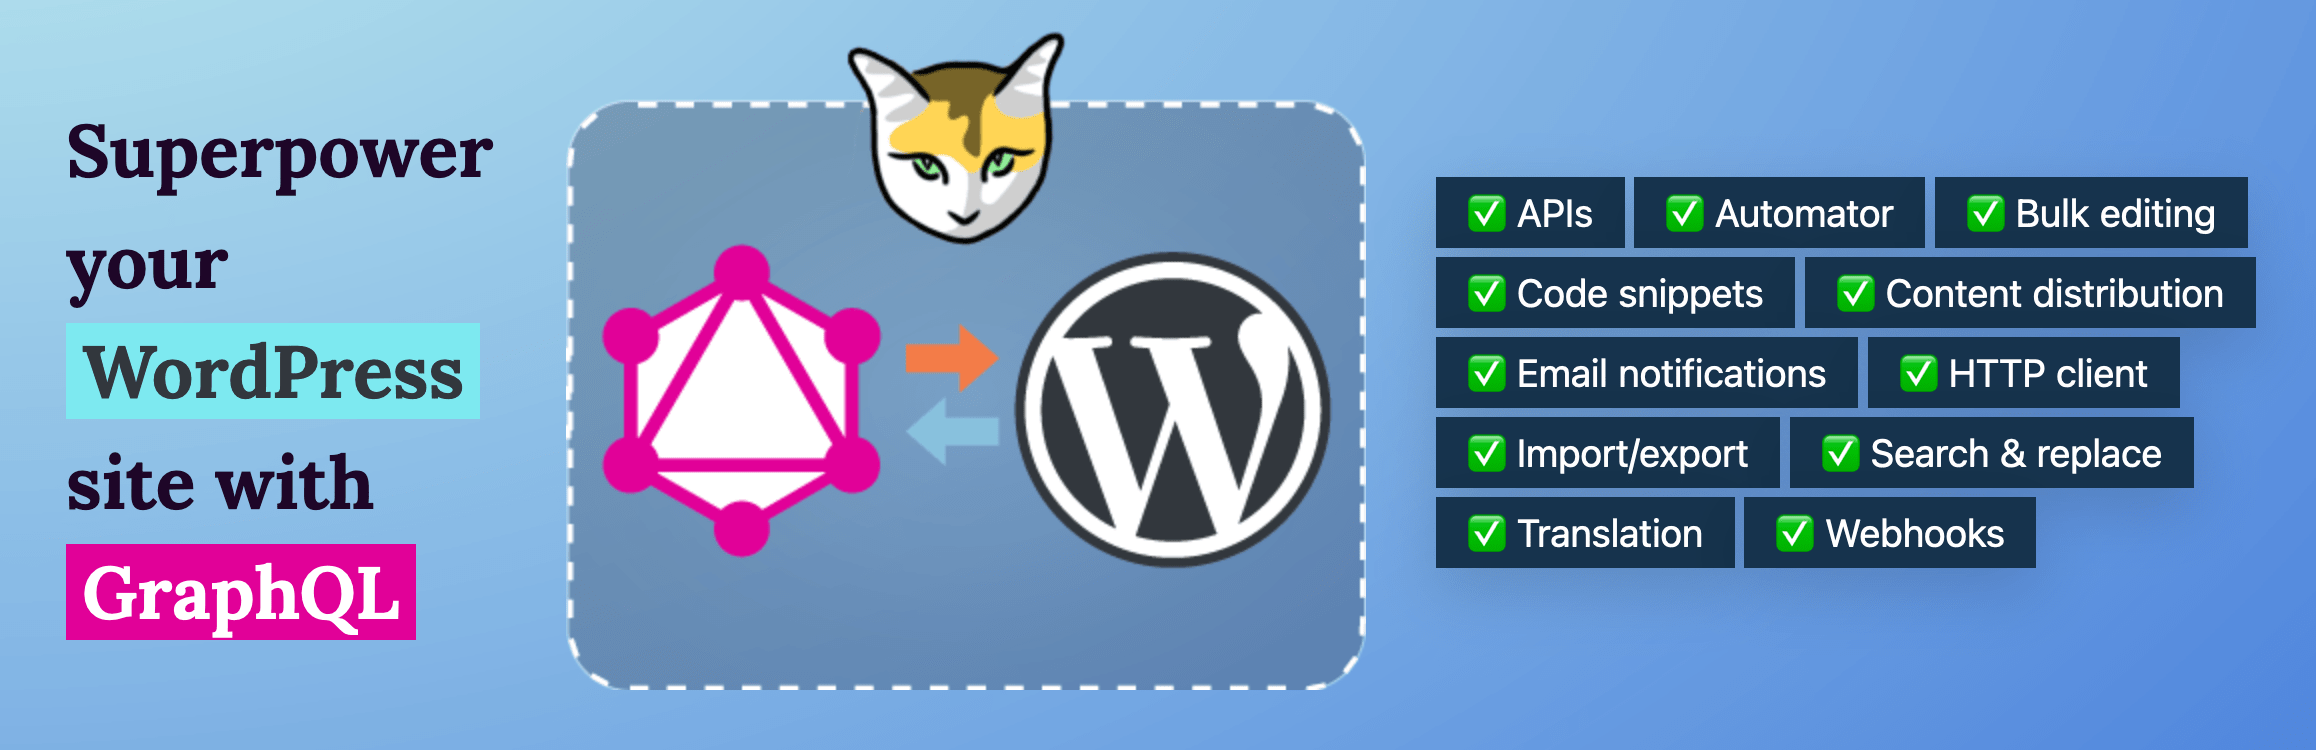 Superpower
your
WordPress
site with
GraphQL
W
✅ APIs ✅ Automator ✅ Bulk editing
✅ Code snippets ✅ Content distribution
✅ Email notifications ✅ HTTP client
✅ Import/export ✅ Search & replace
✅ Translation ✅ Webhooks